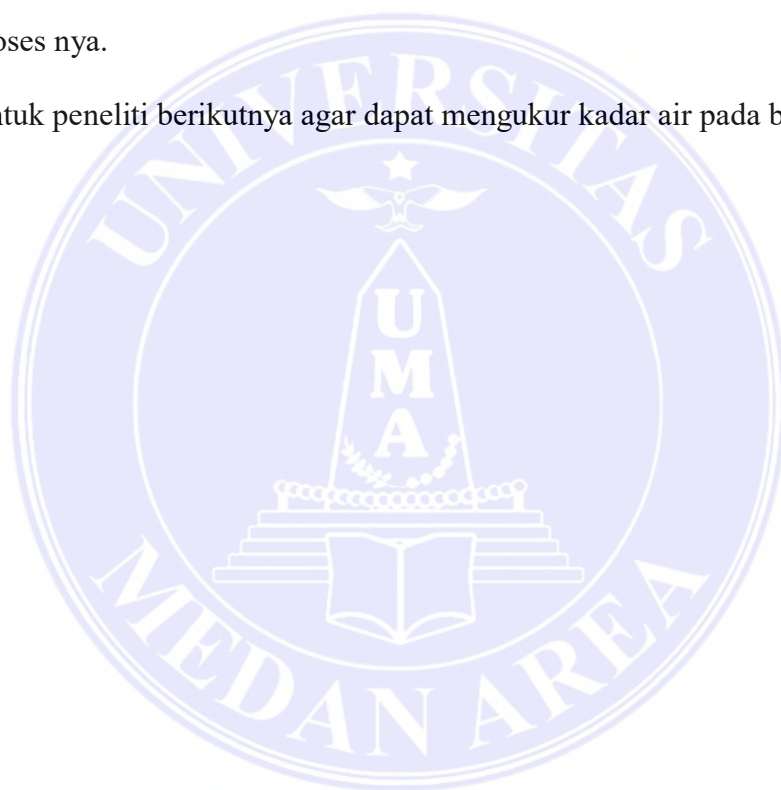 oses nya.
ntuk peneliti berikutnya agar dapat mengukur kadar air pada b
UNIVERSITAS
U
M
A
MEDAN AREA